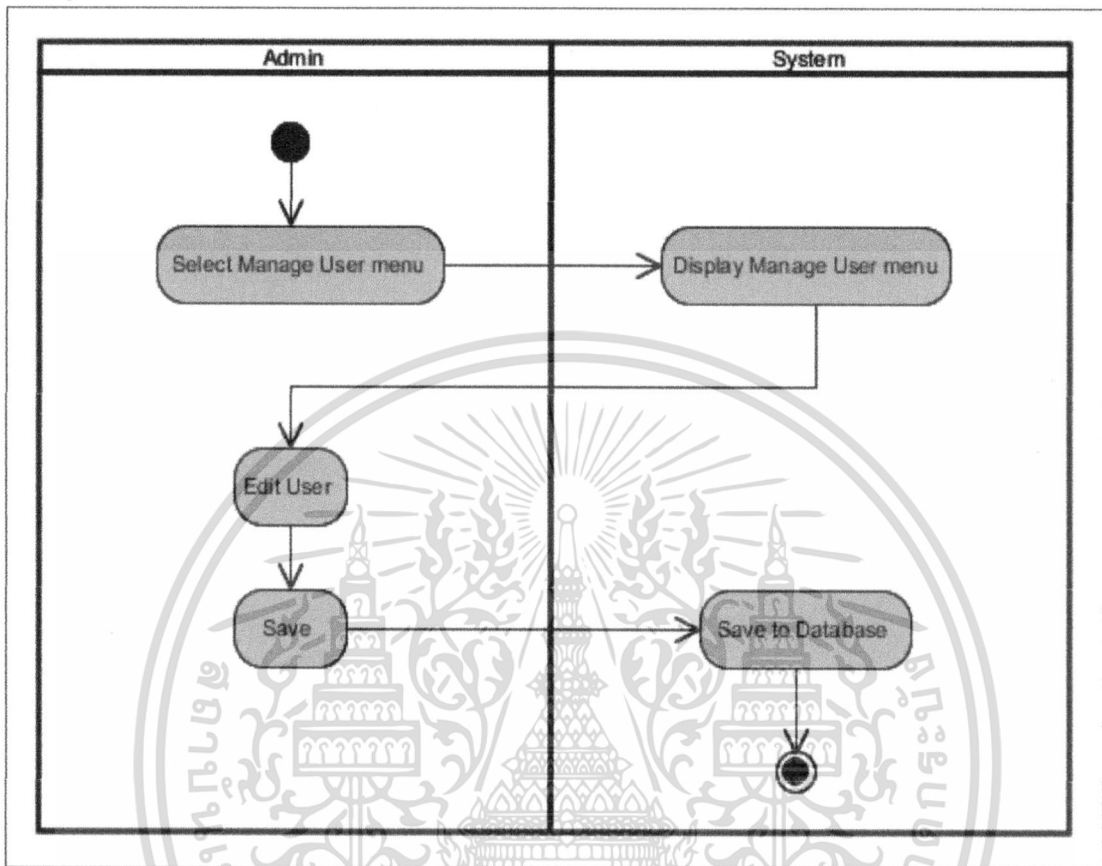 Admin
System
Select Manage User menu
Display Manage User menu
Edit User
Save
Save to Database